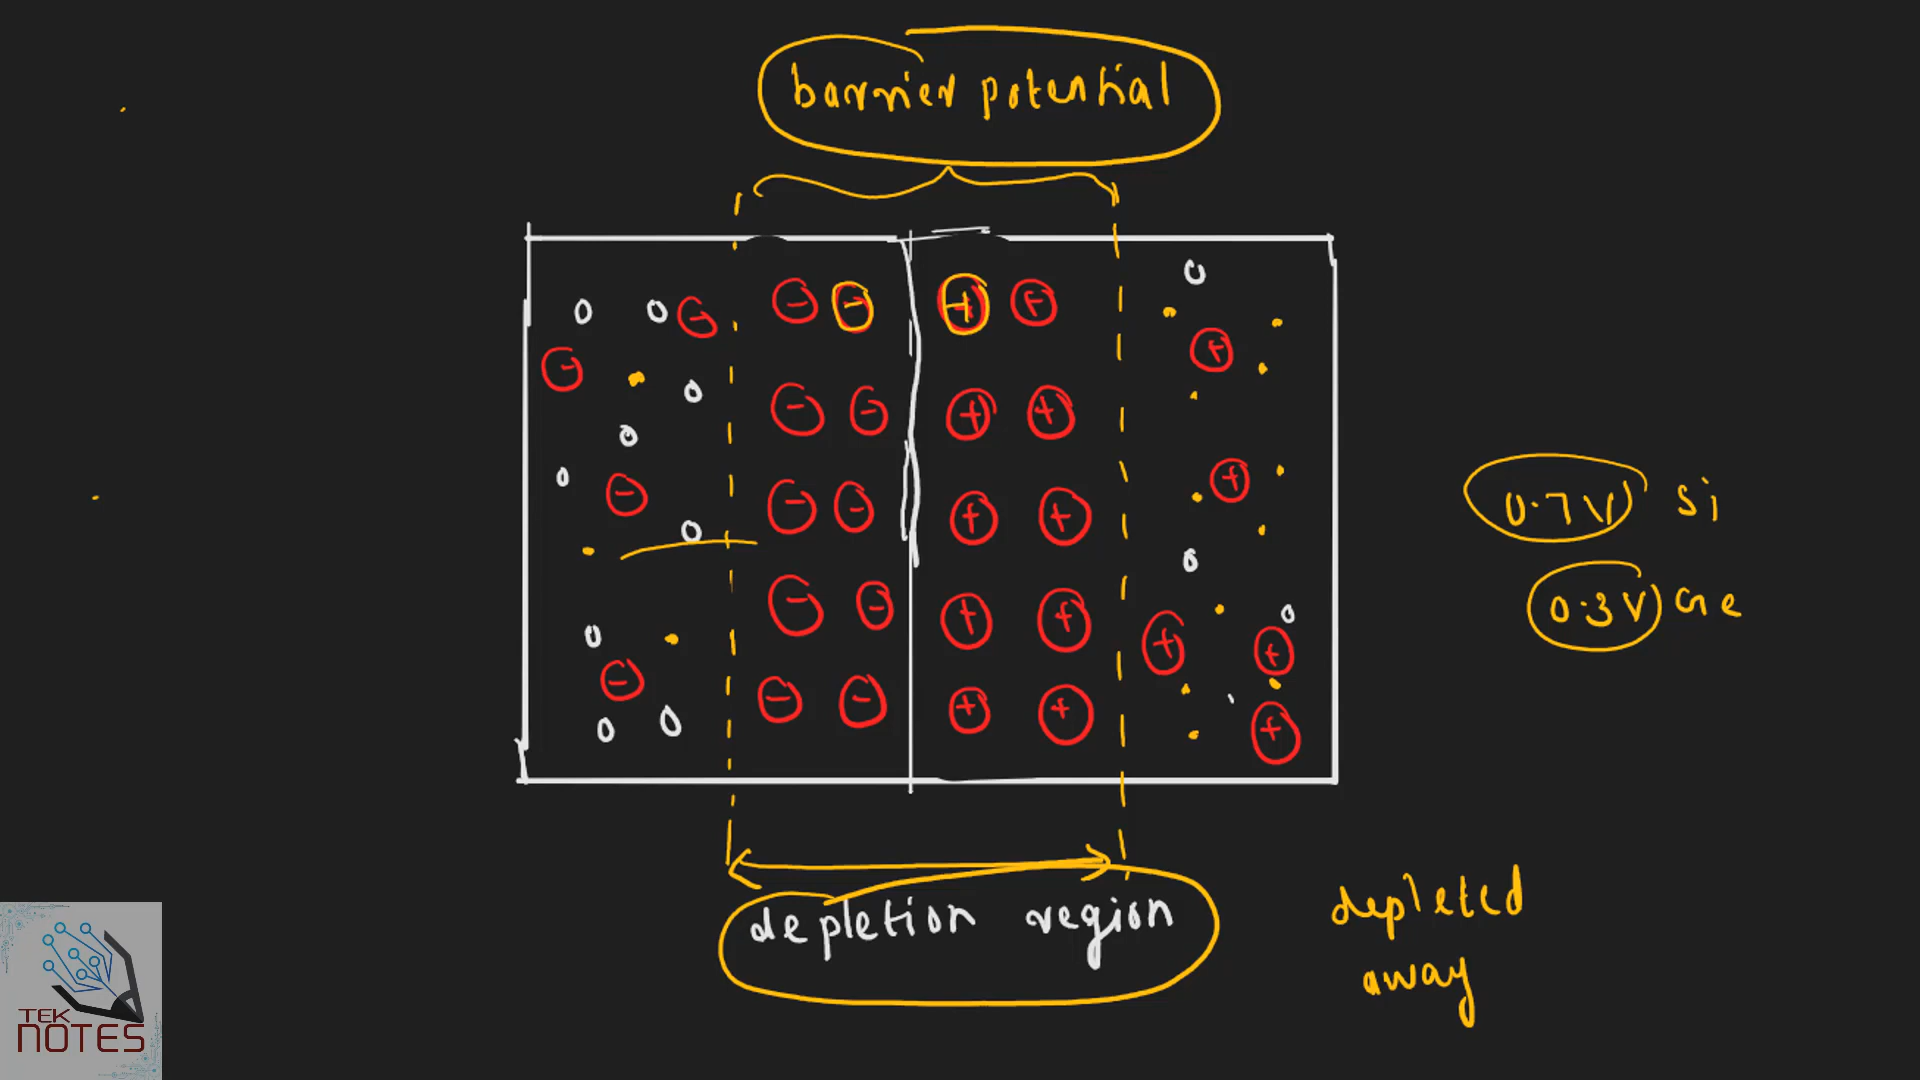 barrier potential
0.7V Si
0.3V Ge
depletion region
depleted
away
TEK
NOTES